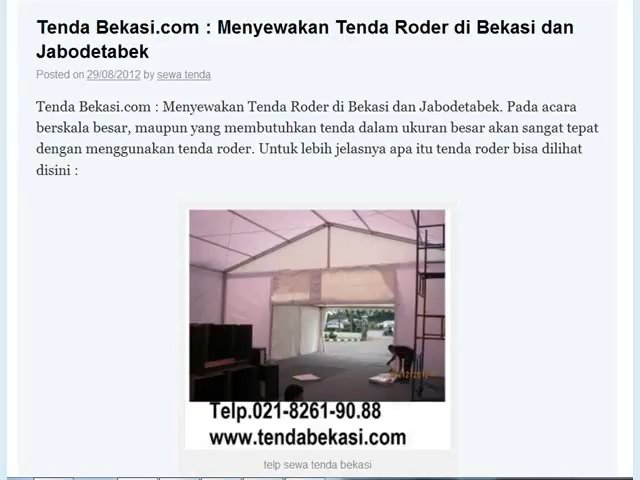 Tenda Bekasi.com : Menyewakan Tenda Roder di Bekasi dan
Jabodetabek
Posted on 29/08/2012 by sewa tenda
Tenda Bekasi.com : Menyewakan Tenda Roder di Bekasi dan Jabodetabek. Pada acara
berskala besar, maupun yang membutuhkan tenda dalam ukuran besar akan sangat tepat
dengan menggunakan tenda roder. Untuk lebih jelasnya apa itu tenda roder bisa dilihat
disini :
Telp.021-8261-90.88
www.tendabekasi.com
telp sewa tenda bekasi